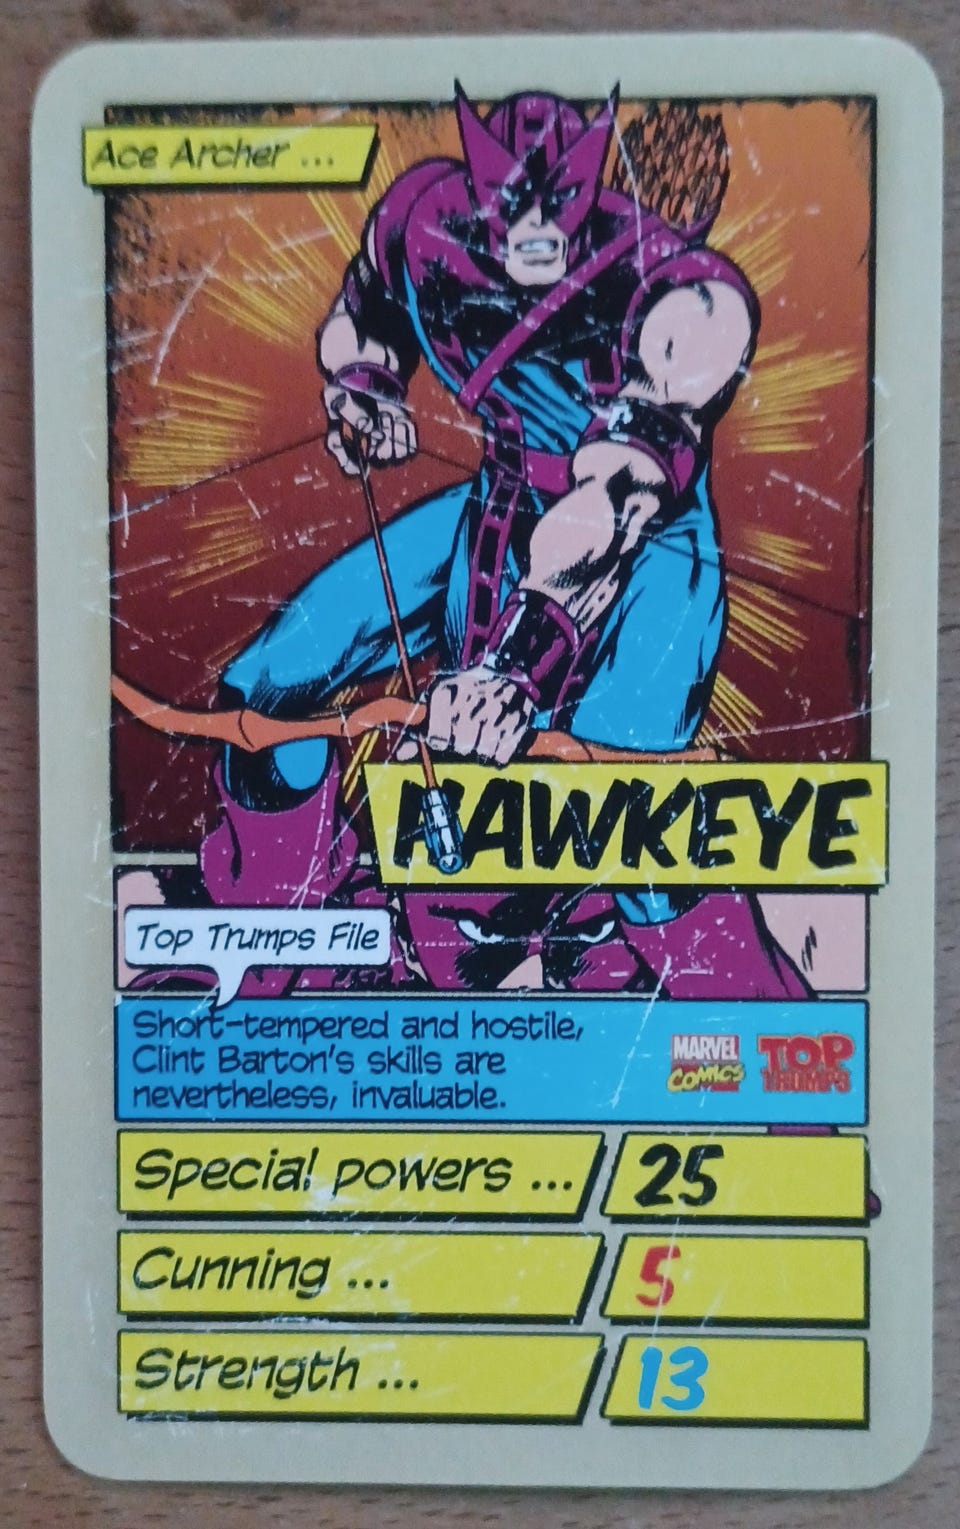 Ace Archer ...
HAWKEYE
Top Trumps File
Short-tempered and hostile,
Clint Barton's skills are
nevertheless, invaluable.
MARVEL
COMICS
TOP
TRUMPS
Special powers ... 25
Cunning ... 5
Strength ... 13